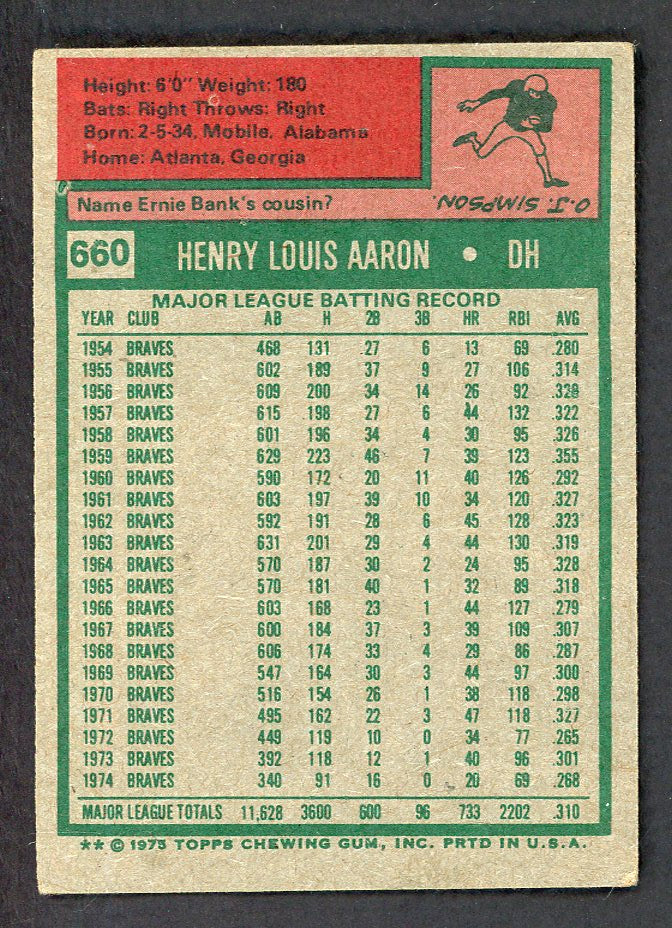 Height: 6'0" Weight: 180
Bats: Right Throws: Right
Born: 2-5-34, Mobile, Alabama
Home: Atlanta, Georgia
Name Ernie Bank's cousin?
O.J. SIMPSON.
660 HENRY LOUIS AARON • DH
MAJOR LEAGUE BATTING RECORD
YEAR CLUB AB H 2B 3B HR RBI AVG
1954 BRAVES 468 131 27 6 13 69 .280
1955 BRAVES 602 189 37 9 27 106 .314
1956 BRAVES 609 200 34 14 26 92 .328
1957 BRAVES 615 198 27 6 44 132 .322
1958 BRAVES 601 196 34 4 30 95 .326
1959 BRAVES 629 223 46 7 39 123 .355
1960 BRAVES 590 172 20 11 40 126 .292
1961 BRAVES 603 197 39 10 34 120 .327
1962 BRAVES 592 191 28 6 45 128 .323
1963 BRAVES 631 201 29 4 44 130 .319
1964 BRAVES 570 187 30 2 24 95 .328
1965 BRAVES 570 181 40 1 32 89 .318
1966 BRAVES 603 168 23 1 44 127 .279
1967 BRAVES 600 184 37 3 39 109 .307
1968 BRAVES 606 174 33 4 29 86 .287
1969 BRAVES 547 164 30 3 44 97 .300
1970 BRAVES 516 154 26 1 38 118 .298
1971 BRAVES 495 162 22 3 47 118 .327
1972 BRAVES 449 119 10 0 34 77 .265
1973 BRAVES 392 118 12 1 40 96 .301
1974 BRAVES 340 91 16 0 20 69 .268
MAJOR LEAGUE TOTALS 11,628 3600 600 96 733 2202 .310
** © 1975 TOPPS CHEWING GUM, INC. PRTD IN U.S.A.